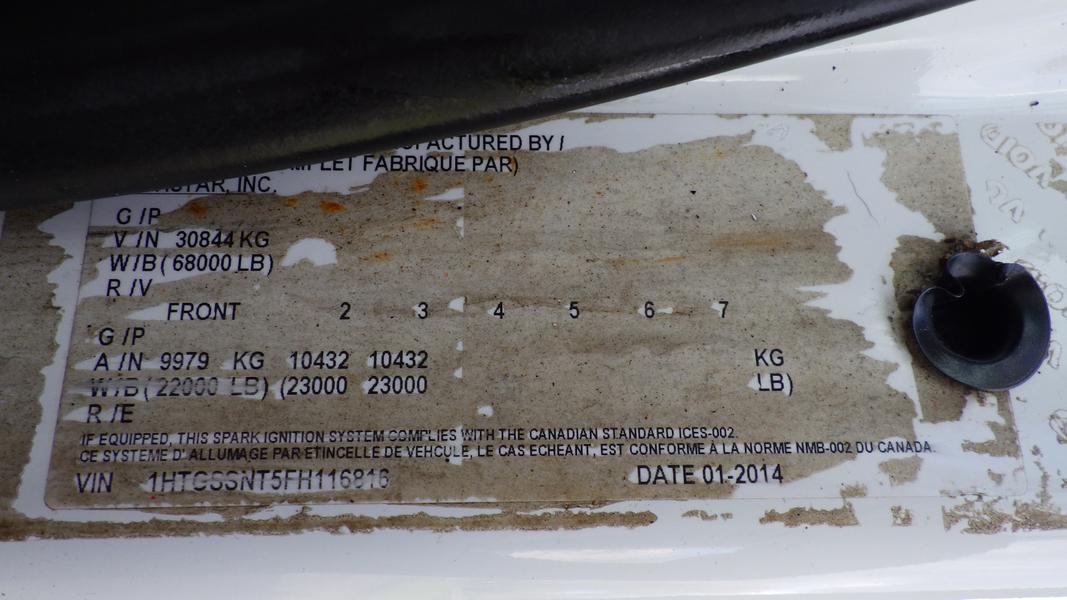 ACTURED BY /
MPLET FABRIQUE PAR)
STAR, INC.
G / P
V / N 30844 KG
W / B ( 68000 LB)
R / V
FRONT 2 3 4 5 6 7
G / P
A / N 9979 KG 10432 10432 KG
W / B ( 22000 LB) (23000 23000 LB)
R / E
IF EQUIPPED, THIS SPARK IGNITION SYSTEM COMPLIES WITH THE CANADIAN STANDARD ICES-002.
CE SYSTEME D'ALLUMAGE PAR ETINCELLE DE VEHCULE, LE CAS ECHEANT, EST CONFORME À LA NORME NMB-002 DU CANADA.
VIN 1HTGSSNT5FH116816 DATE 01-2014